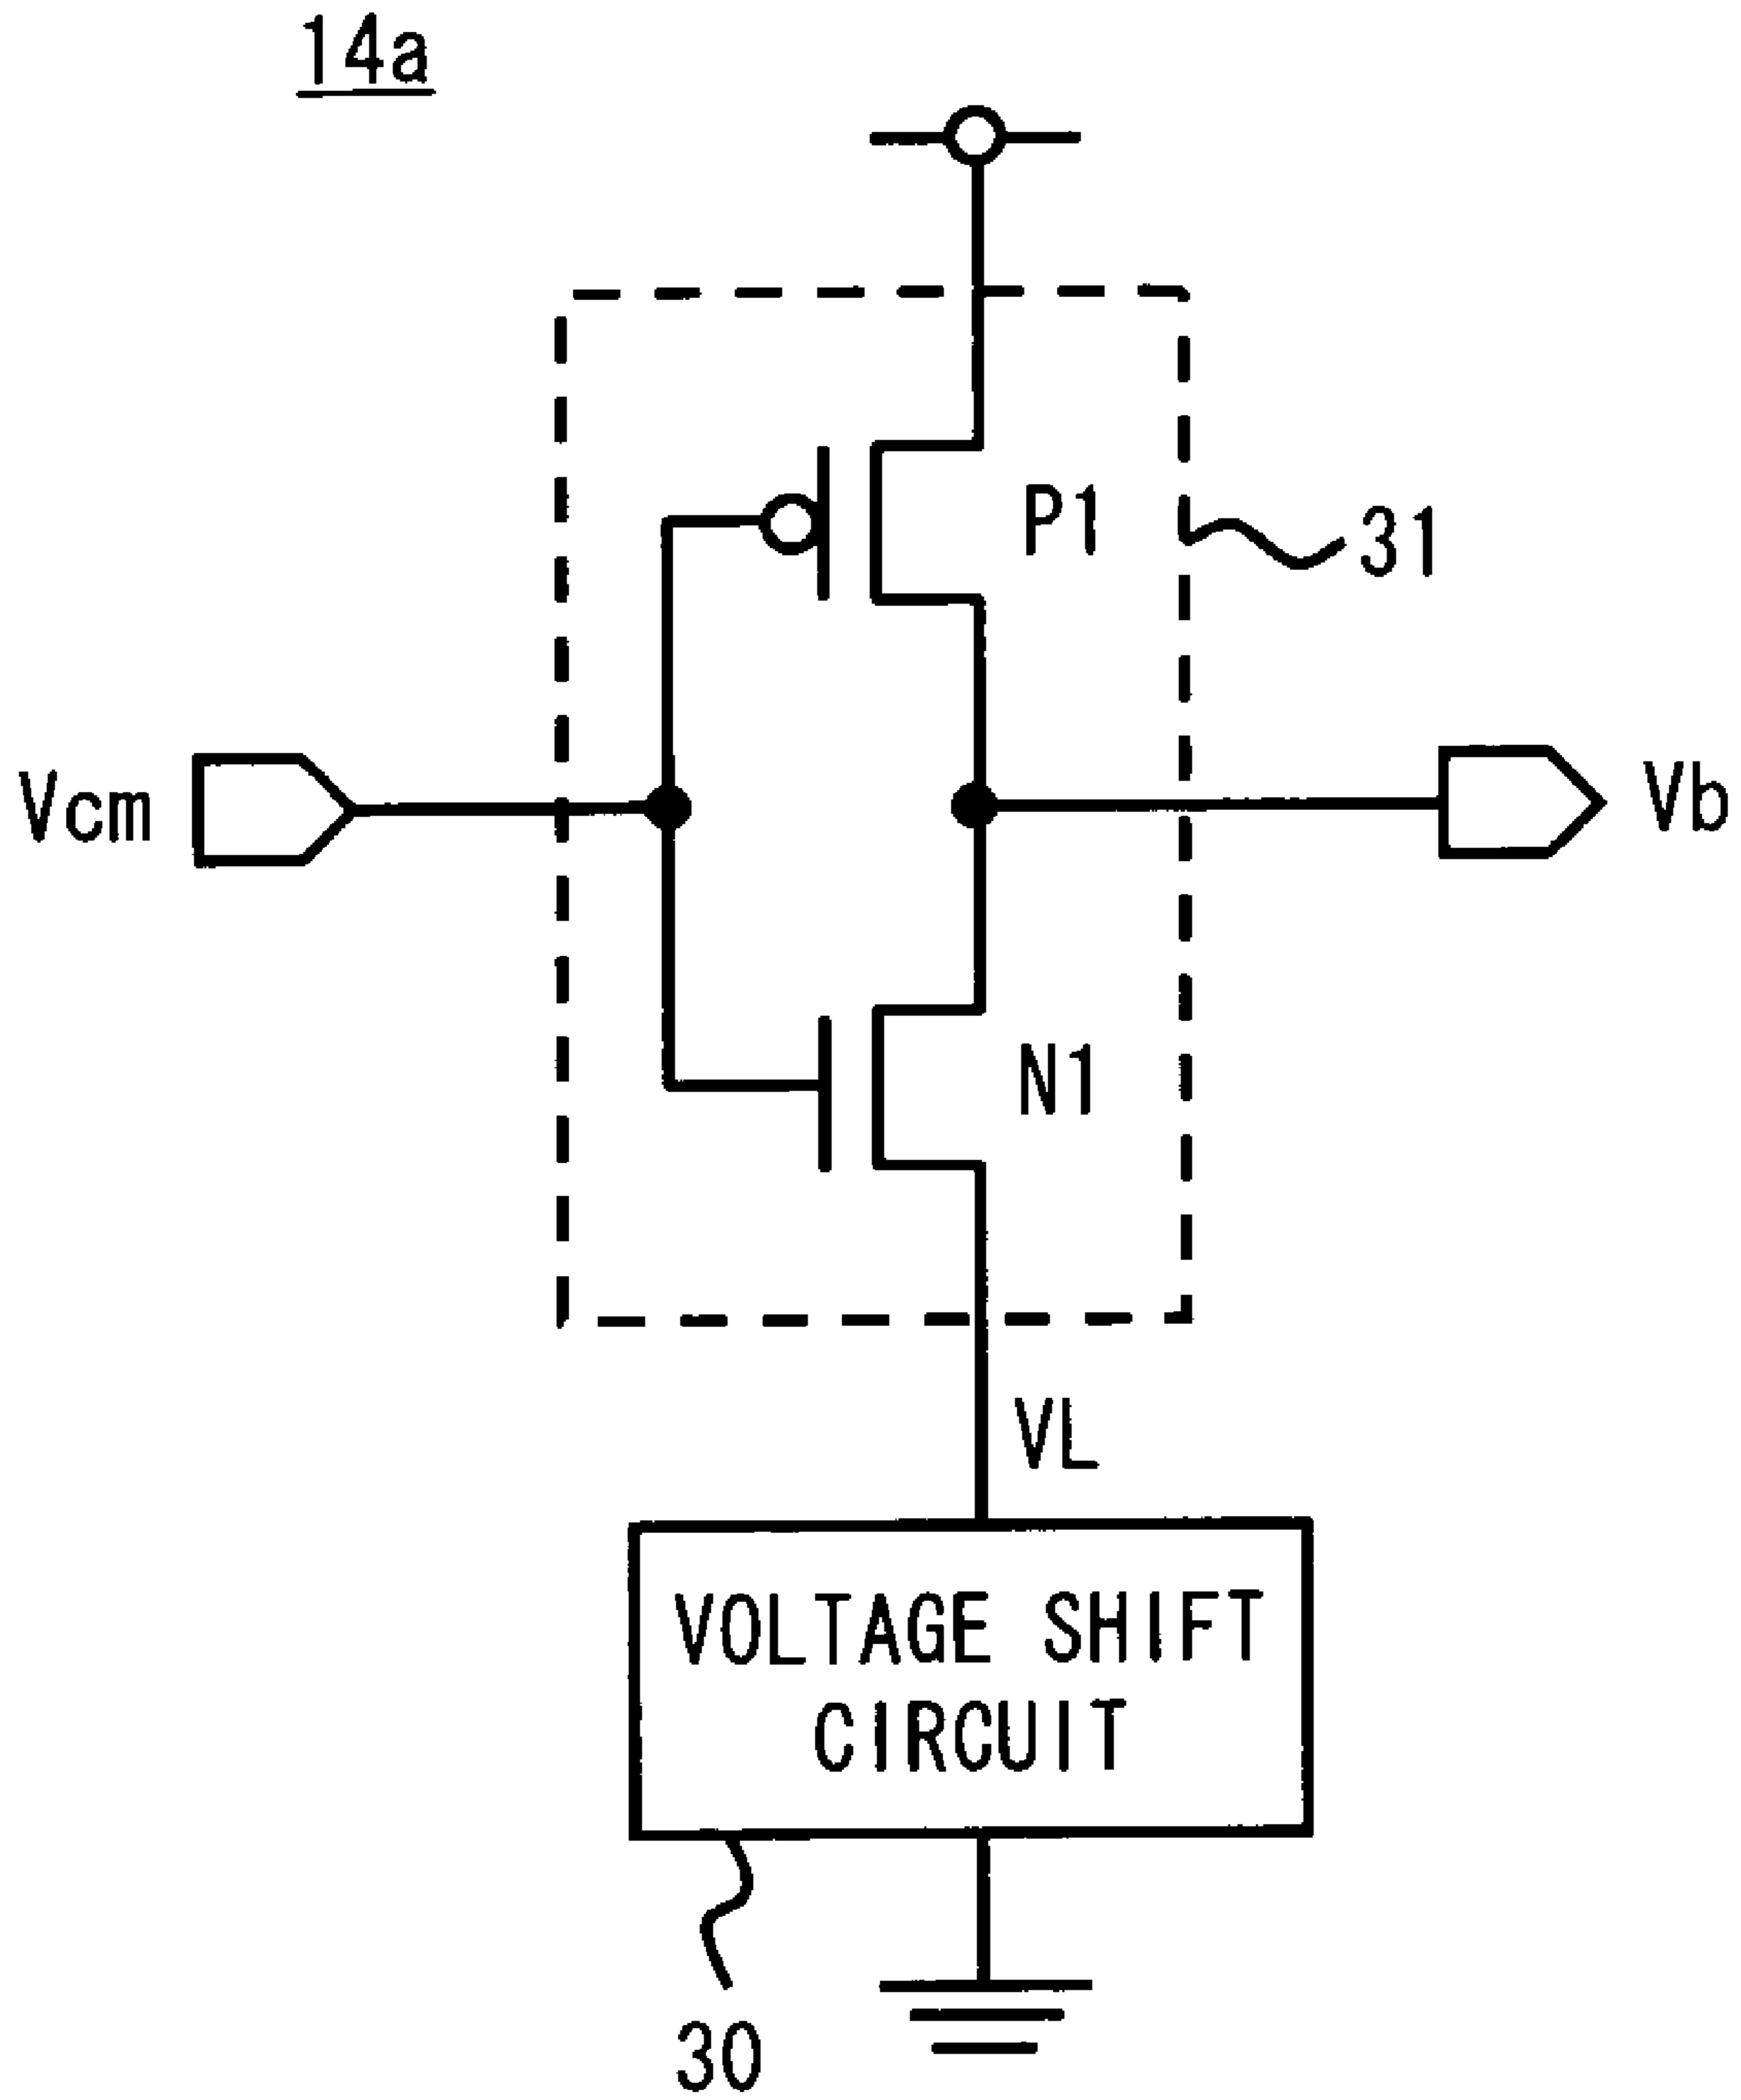 14a
P1
31
Vcm
Vb
N1
VL
VOLTAGE SHIFT
CIRCUIT
30